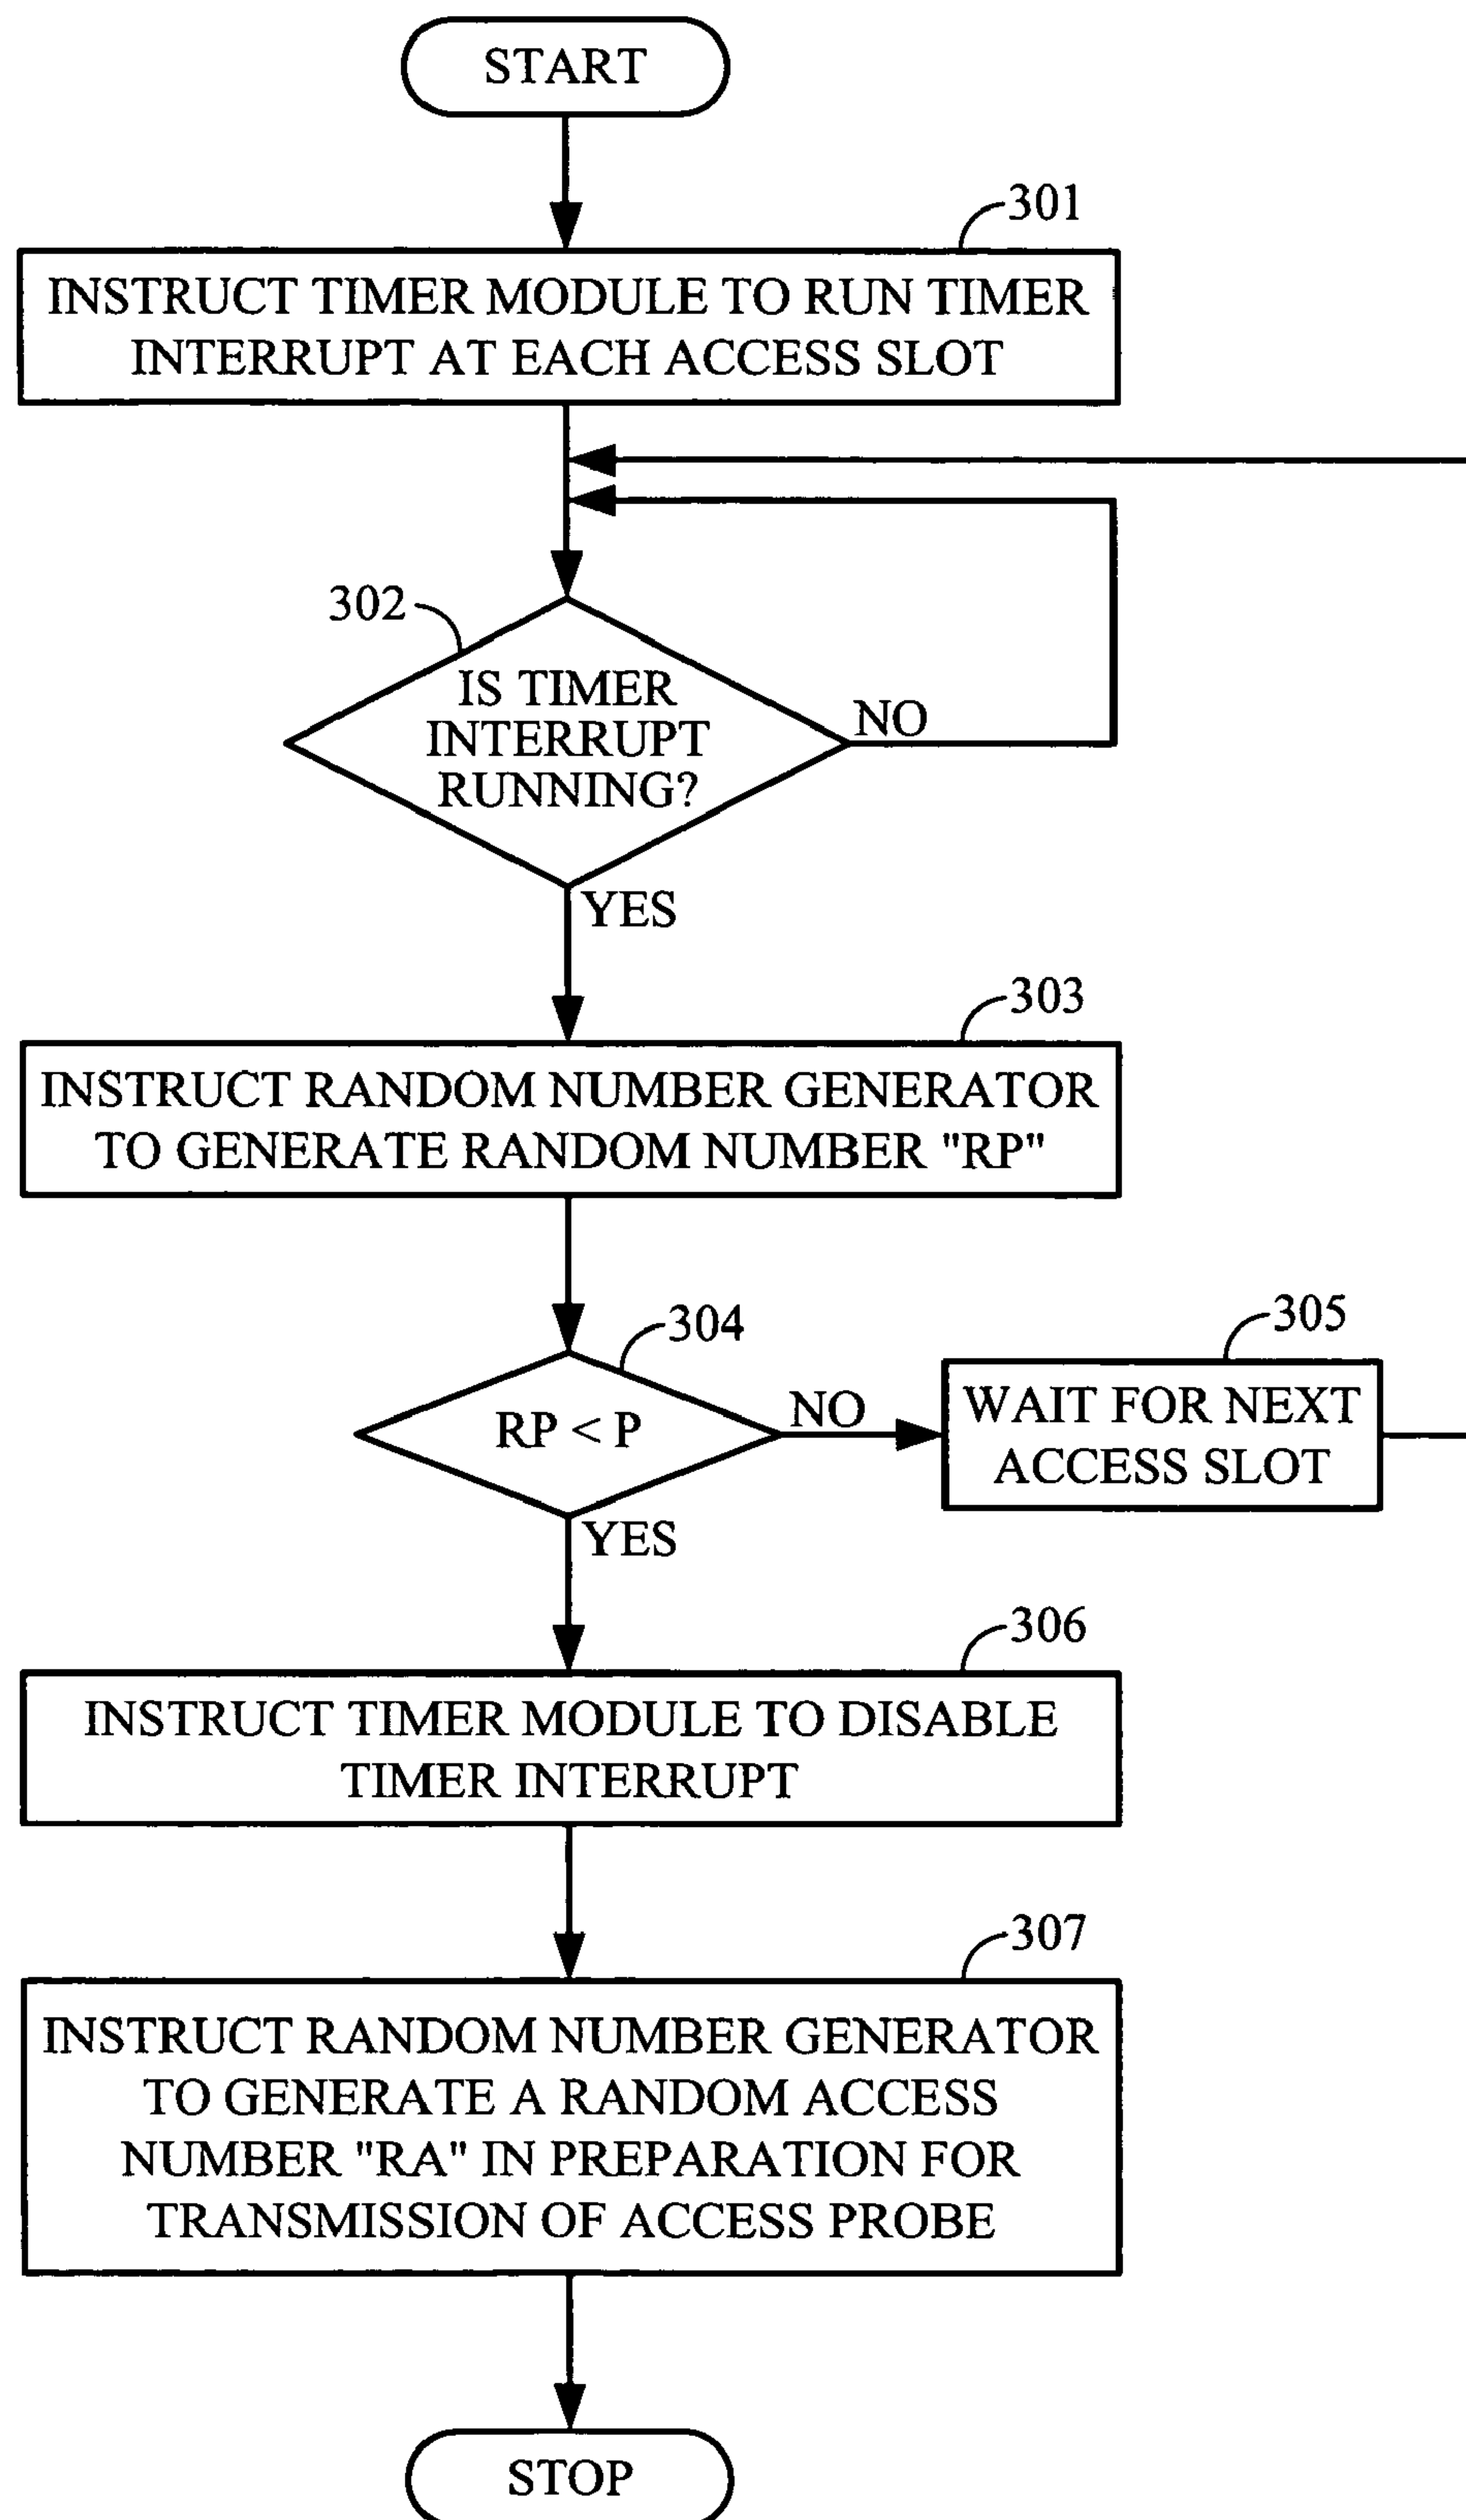 START
301
INSTRUCT TIMER MODULE TO RUN TIMER
INTERRUPT AT EACH ACCESS SLOT
302
IS TIMER
INTERRUPT
RUNNING?
NO
YES
303
INSTRUCT RANDOM NUMBER GENERATOR
TO GENERATE RANDOM NUMBER "RP"
304
RP < P
NO
305
WAIT FOR NEXT
ACCESS SLOT
YES
306
INSTRUCT TIMER MODULE TO DISABLE
TIMER INTERRUPT
307
INSTRUCT RANDOM NUMBER GENERATOR
TO GENERATE A RANDOM ACCESS
NUMBER "RA" IN PREPARATION FOR
TRANSMISSION OF ACCESS PROBE
STOP